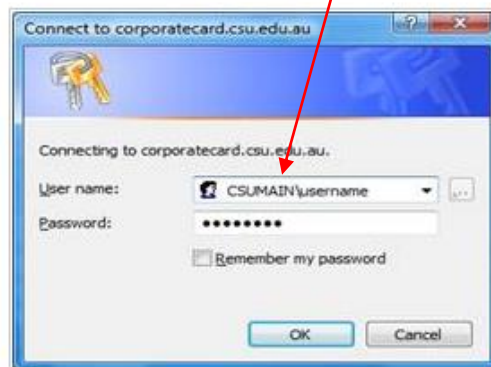 Connect to corporatecard.csu.edu.au
Connecting to corporatecard.csu.edu.au.
User name: CSUMAIN\username
Password: ••••••••
Remember my password
OK Cancel